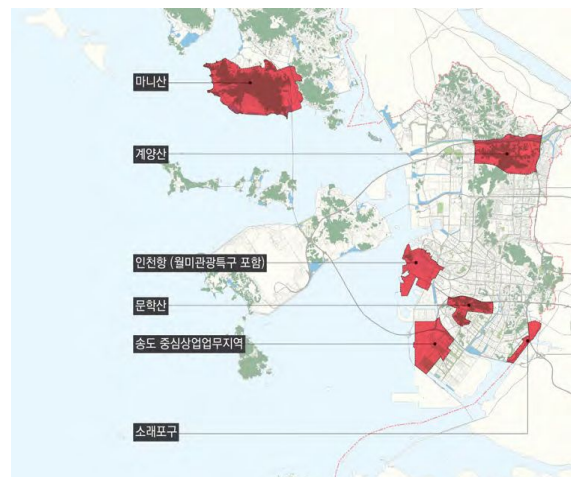 마니산
계양산
인천항 (월미관광특구 포함)
문학산
송도 중심상업업무지역
소래포구